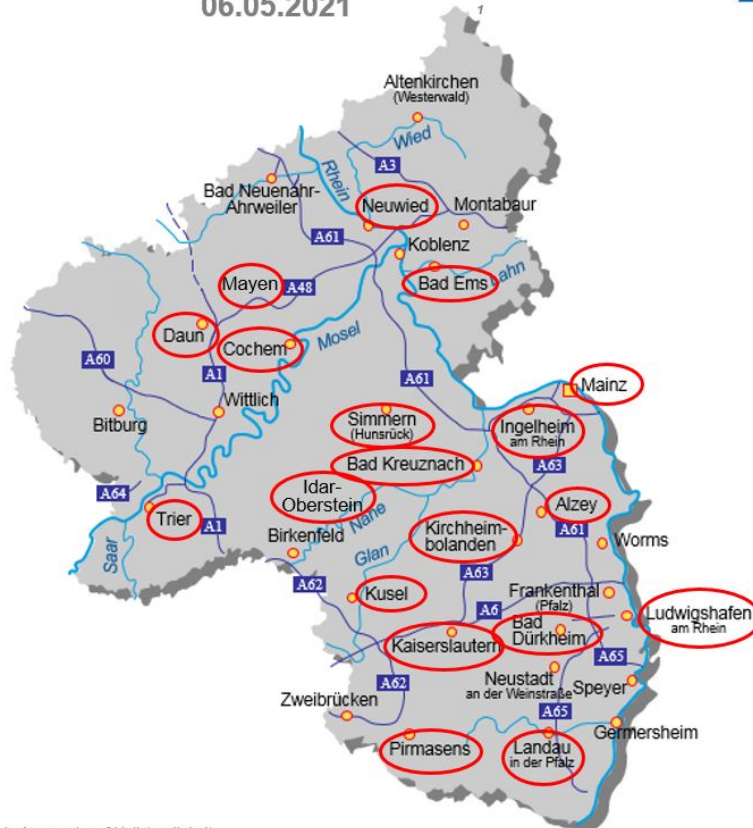 06.05.2021
1
Altenkirchen
(Westerwald)
Wied
A3
Rhein
Bad Neuenahr-
Ahrweiler
Neuwied
Montabaur
A61
Koblenz
Lahn
Mayen
A48
Bad Ems
Daun
Cochem
Mosel
A60
A1
A61
Mainz
Wittlich
Bitburg
Simmern
(Hunsrück)
Ingelheim
am Rhein
Bad Kreuznach
A63
A64
Idar-
Oberstein
Alzey
Trier
A1
Nahe
Kirchheim-
bolanden
A61
Worms
Saar
Birkenfeld
Glan
A62
A63
Kusel
Frankenthal
(Pfalz)
A6
Ludwigshafen
am Rhein
Bad
Dürkheim
Kaiserslautern
A65
A62
Neustadt
an der Weinstraße
Speyer
Zweibrücken
A65
Germersheim
Pirmasens
Landau
in der Pfalz